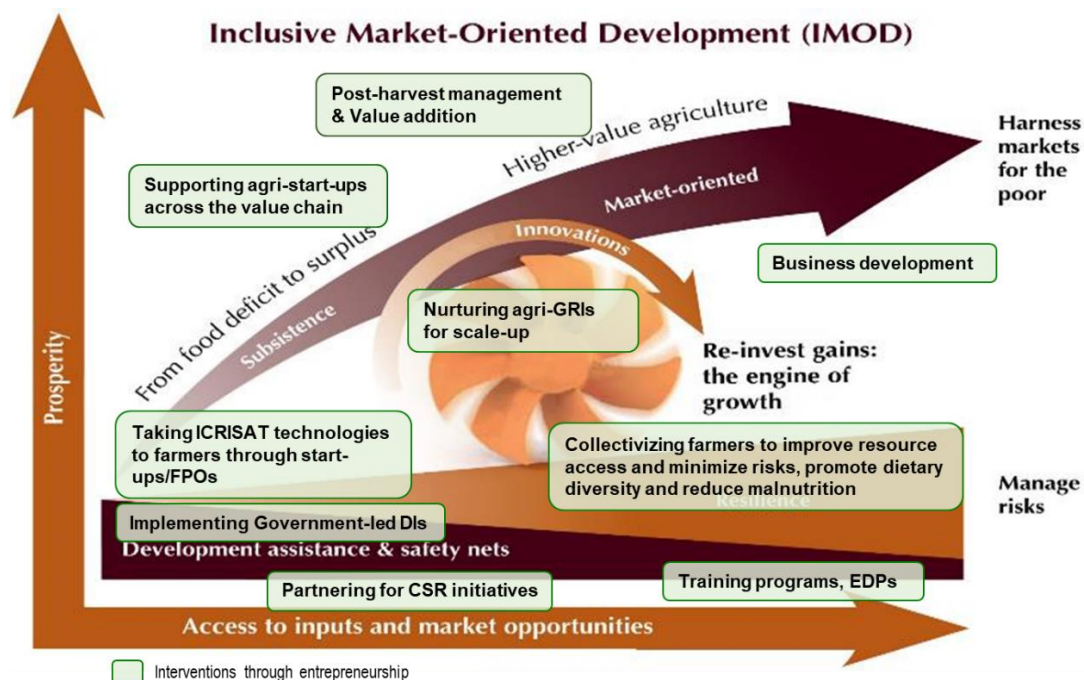 Inclusive Market-Oriented Development (IMOD)
Post-harvest management
& Value addition
Higher-value agriculture
Harness
markets
for the
poor
Supporting agri-start-ups
across the value chain
Market-oriented
Innovations
From food deficit to surplus
Subsistence
Business development
Nurturing agri-GRIs
for scale-up
Prosperity
Re-invest gains:
the engine of
growth
Taking ICRISAT technologies
to farmers through start-
ups/FPOs
Collectivizing farmers to improve resource
access and minimize risks, promote dietary
diversity and reduce malnutrition
Resilience
Manage
risks
Implementing Government-led DIs
Development assistance & safety nets
Partnering for CSR initiatives
Training programs, EDPs
Access to inputs and market opportunities
Interventions through entrepreneurship